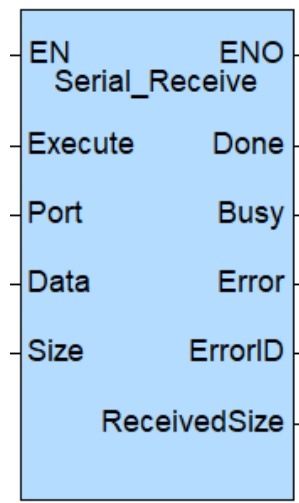 EN ENO
Serial_Receive
Execute Done
Port Busy
Data Error
Size ErrorID
ReceivedSize